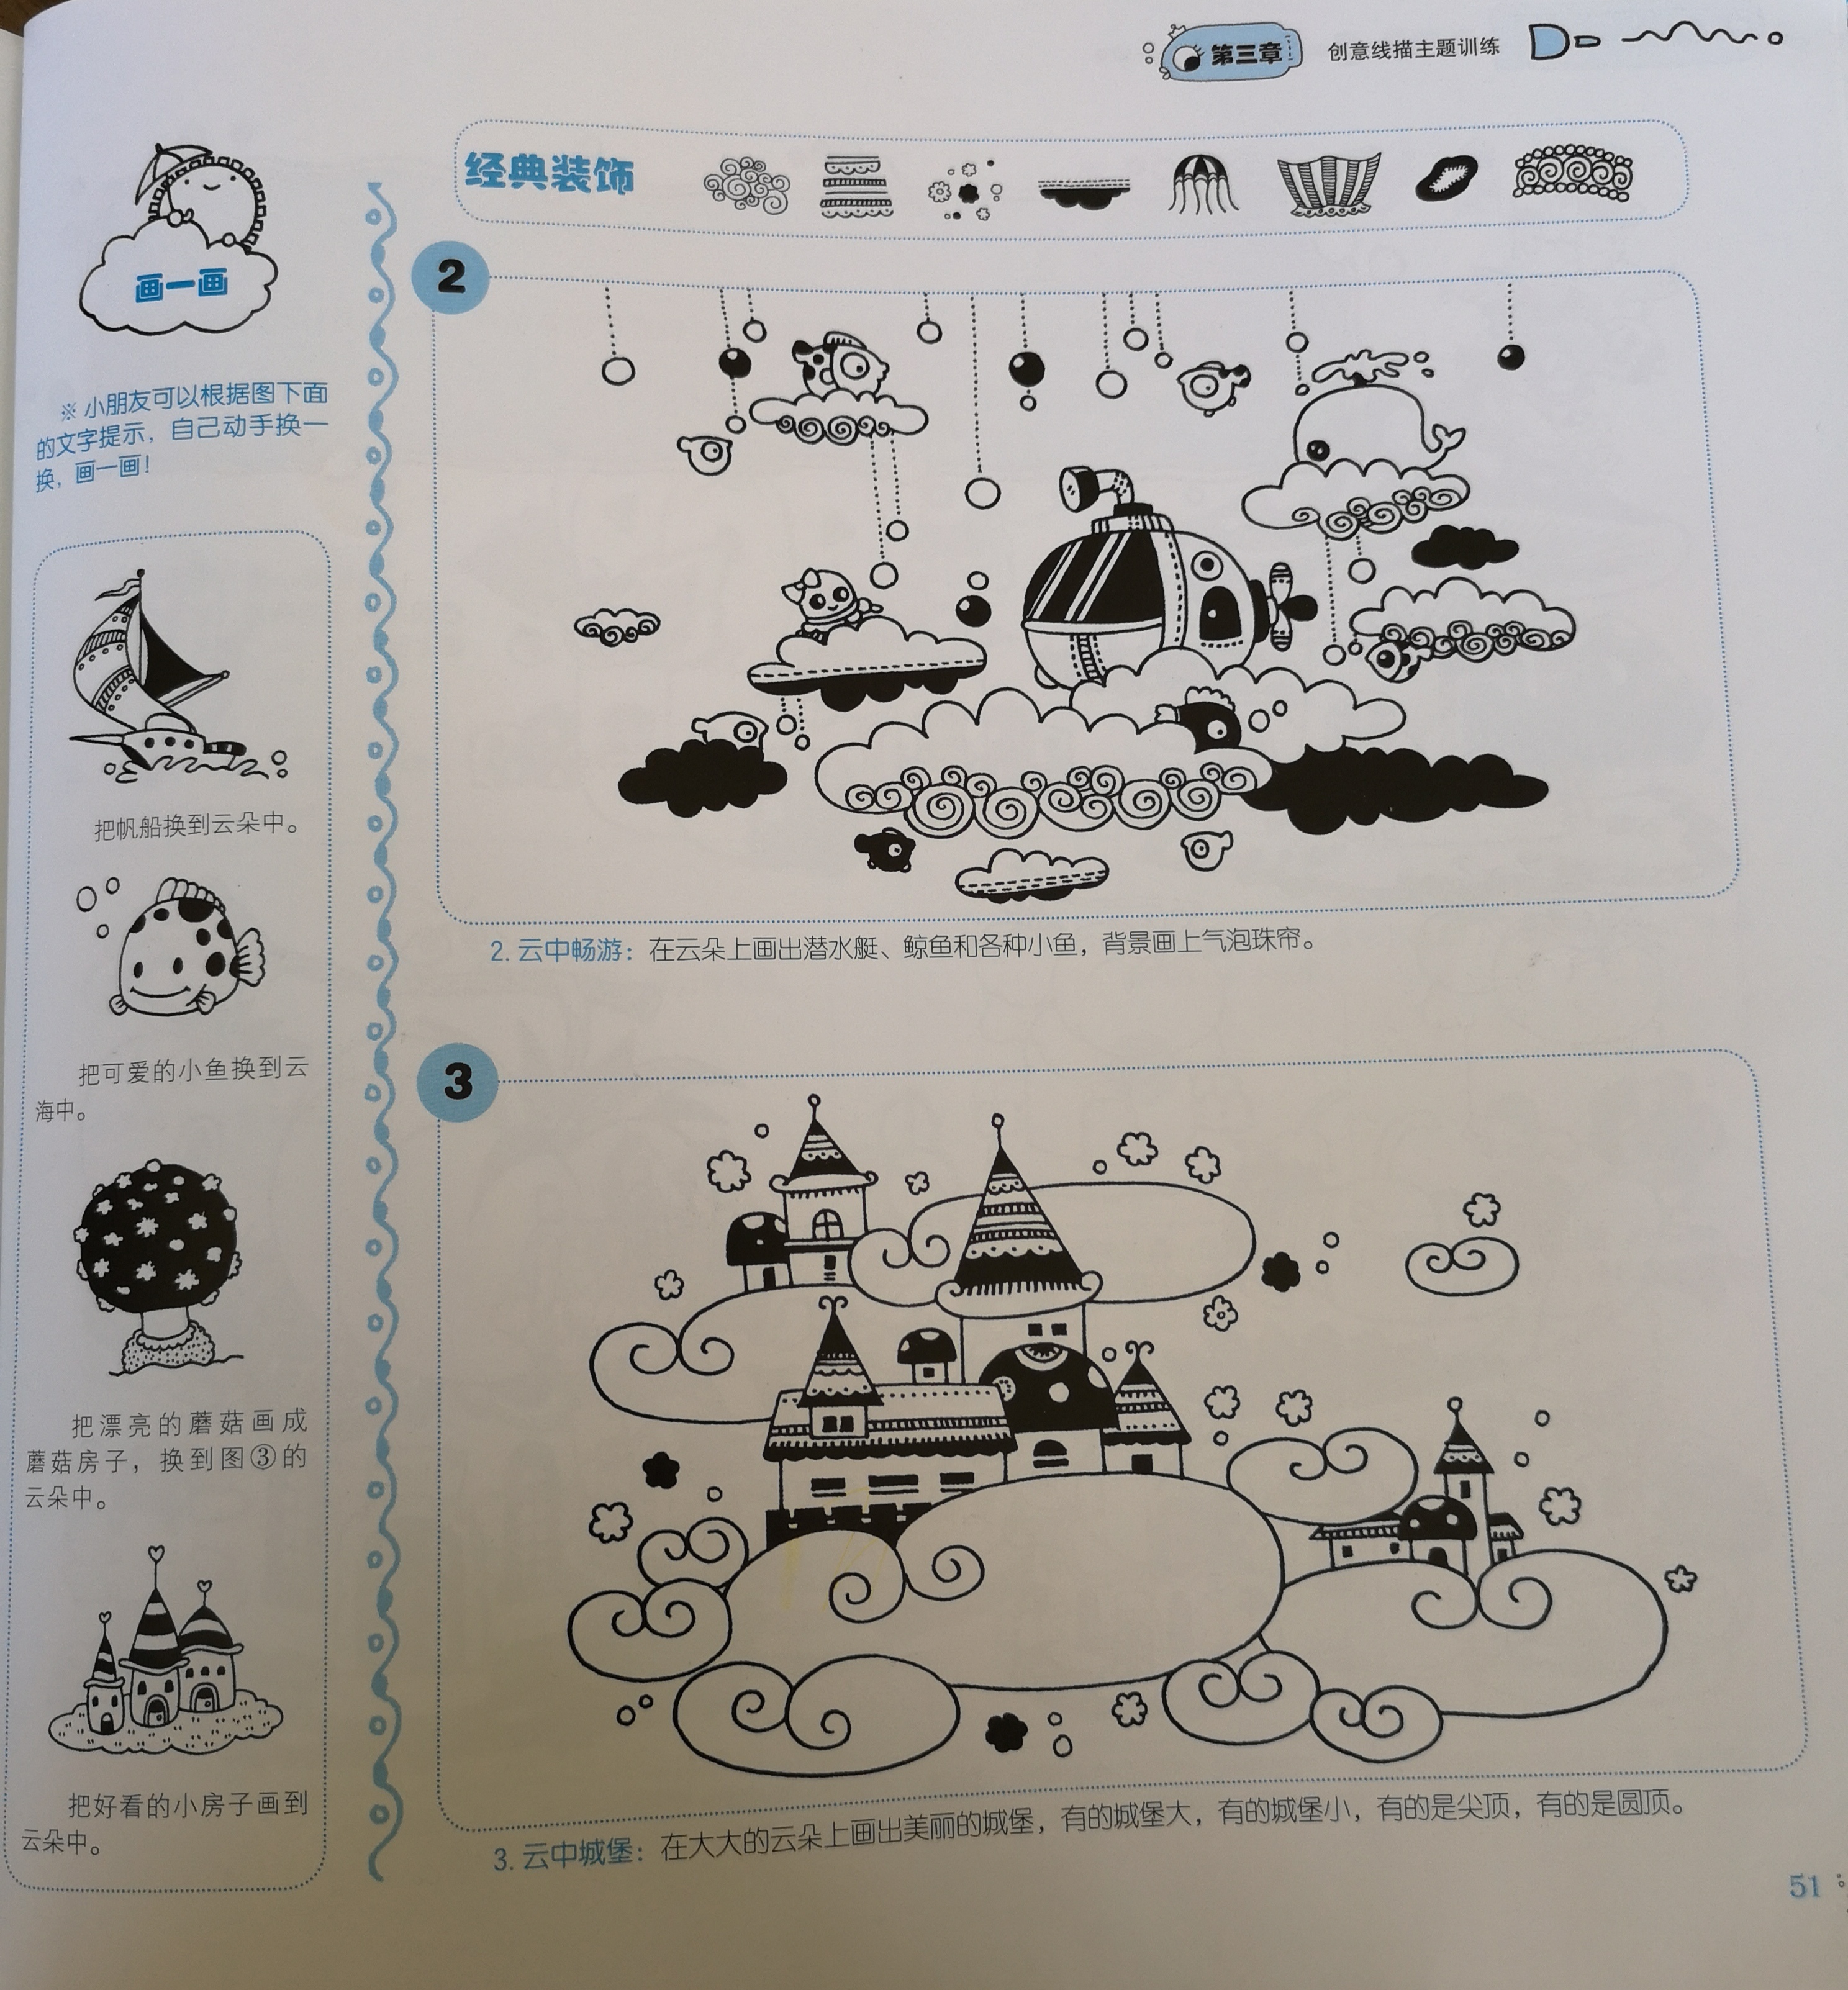 第三章 创意线描主题训练
经典装饰
画一画
※ 小朋友可以根据图下面
的文字提示，自己动手换一
换，画一画！
把帆船换到云朵中。
把可爱的小鱼换到云
海中。
把漂亮的蘑菇画成
蘑菇房子，换到图③的
云朵中。
把好看的小房子画到
云朵中。
2
2. 云中畅游：在云朵上画出潜水艇、鲸鱼和各种小鱼，背景画上气泡珠帘。
3
3. 云中城堡：在大大的云朵上画出美丽的城堡，有的城堡大，有的城堡小，有的是尖顶，有的是圆顶。
51